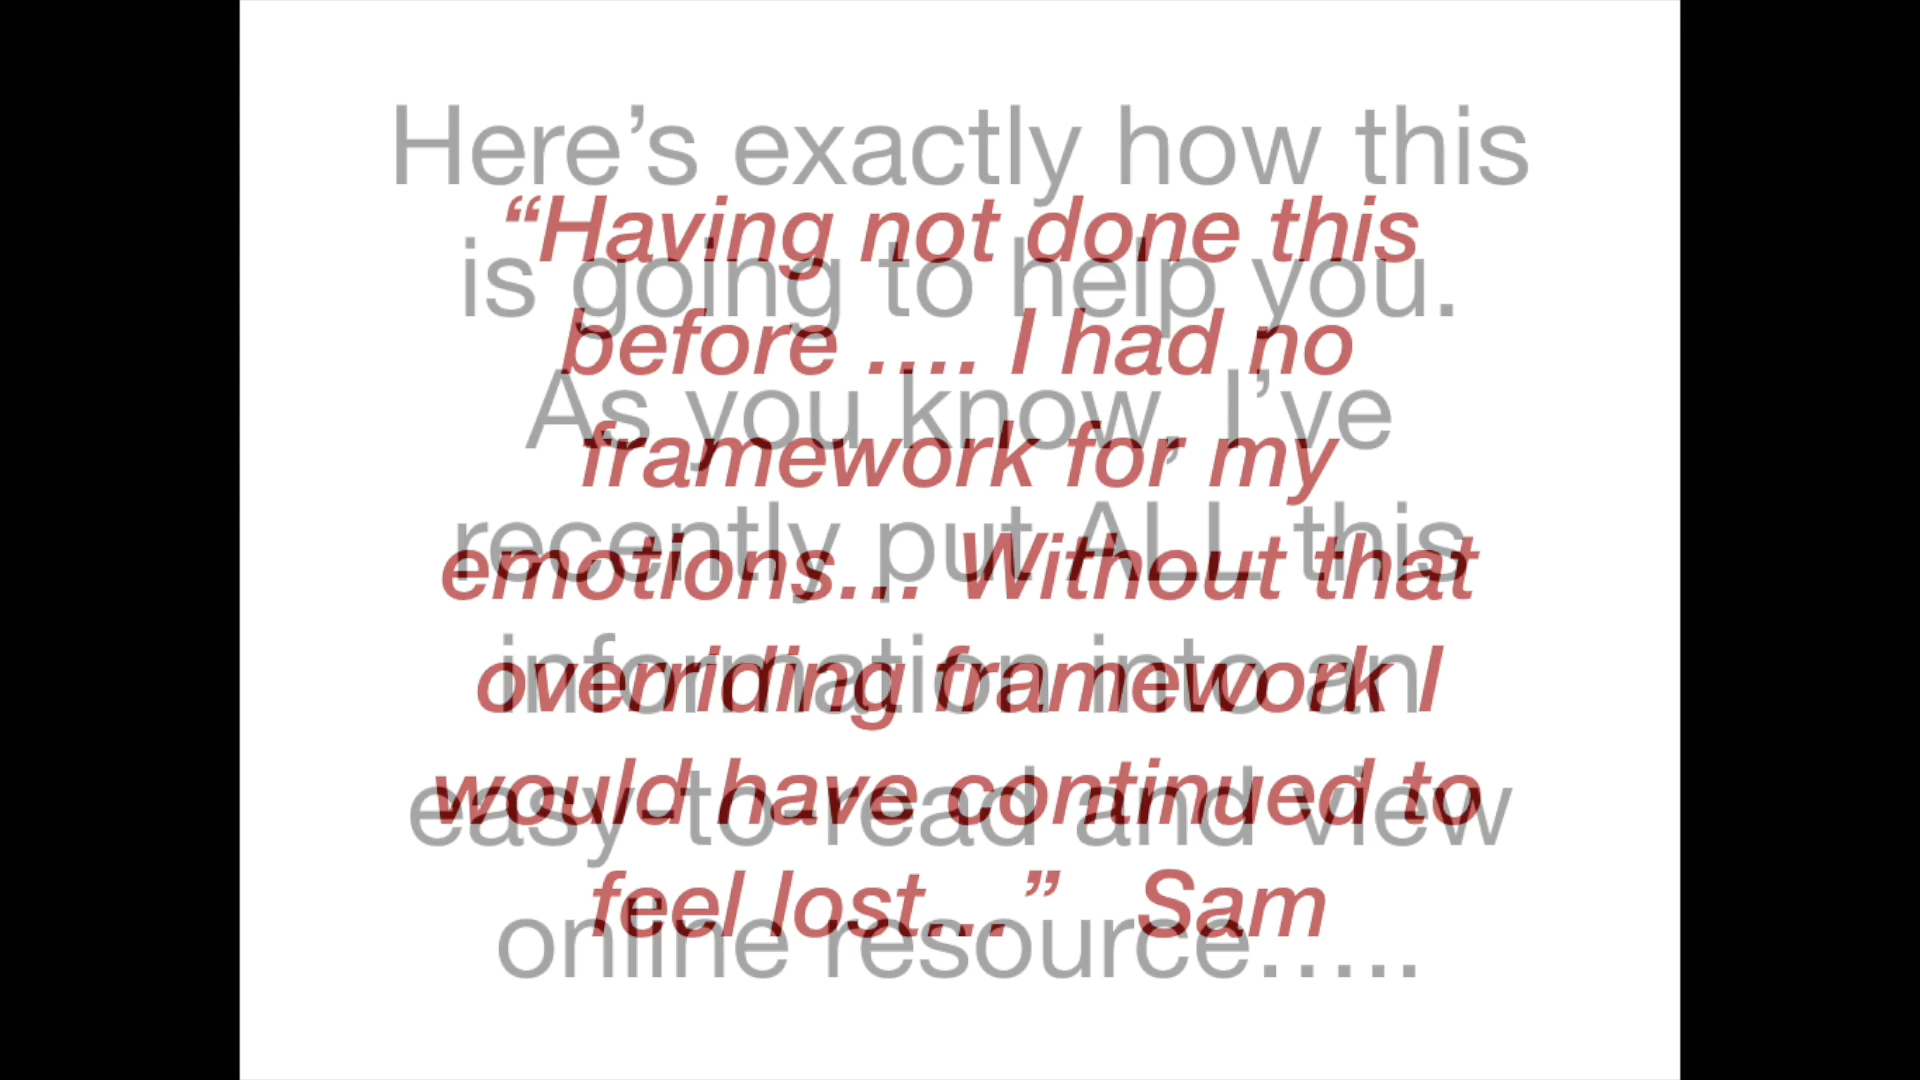 Here’s exactly how this
is going to help you.
As you know, I’ve
recently put ALL this
information into an
easy-to-read and view
online resource…..
“Having not done this
before …. I had no
framework for my
emotions… Without that
overriding framework I
would have continued to
feel lost…” Sam